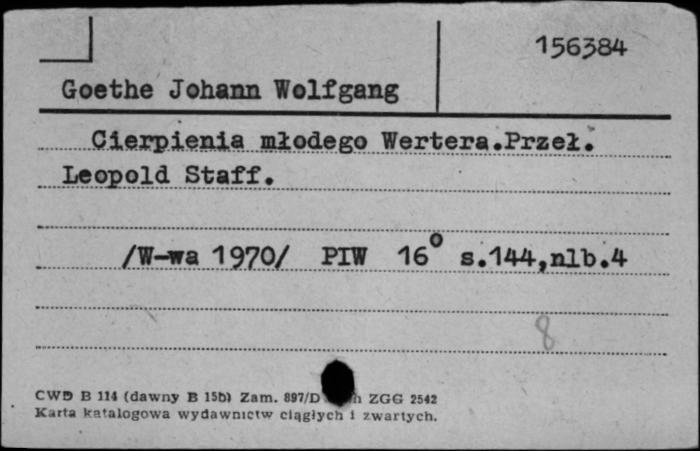 156384
Goethe Johann Wolfgang
Cierpienia młodego Wertera.Przeł.
Leopold Staff.
/W-wa 1970/ PIW 16° s.144,nlb.4
8
CWD B 114 (dawny B 15b) Zam. 897/D ZGG 2542
Karta katalogowa wydawnictw ciągłych i zwartych.